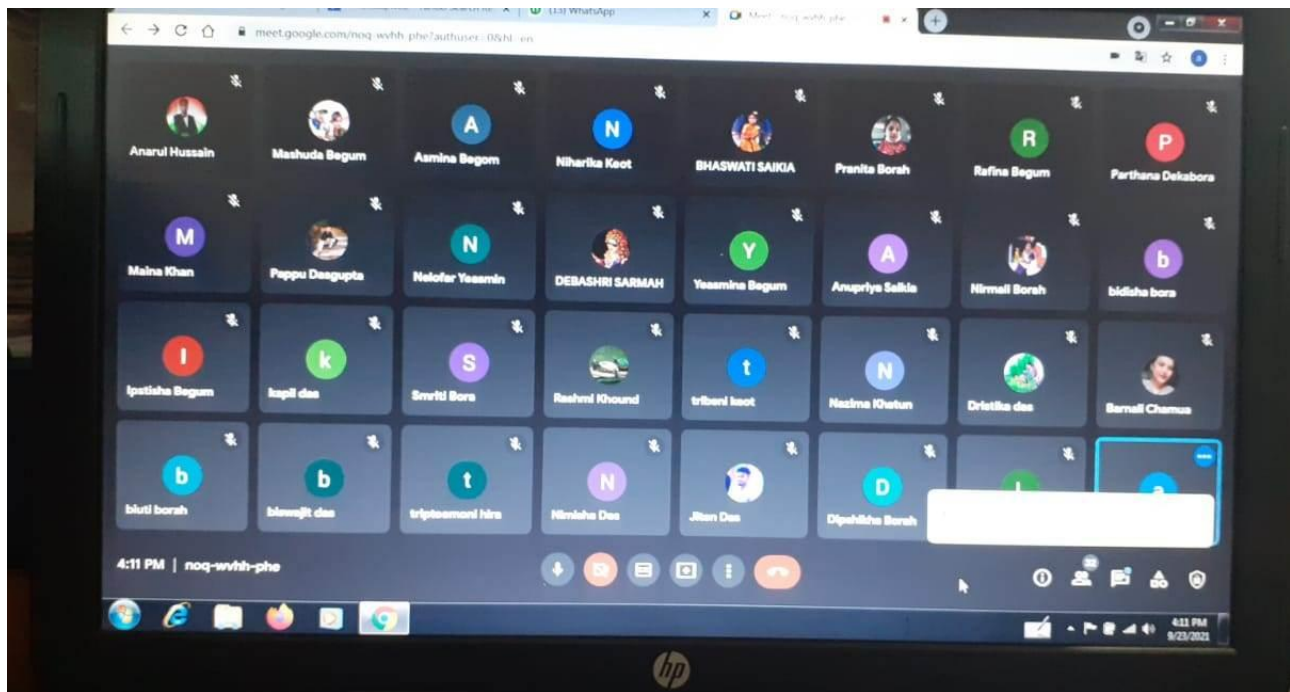 (13) WhatsApp
meet.google.com/noq-wvhh-phe?authuser=0&hl=en
a
A N R P
Anarul Hussain Mashuda Begum Asmina Begom Niharika Keot BHASWATI SAIKIA Pranita Borah Rafina Begum Parthana Dekabora
M N Y A b
Maina Khan Pappu Dasgupta Nelofer Yeasmin DEBASHRI SARMAH Yeasmina Begum Anupriya Saikia Nirmali Borah bidisha bora
I k S t N
Ipstisha Begum kapil das Smriti Bora Rashmi Khound tribeni keot Nazima Khatun Dristika das Barnali Chamua
b b t N D a
biuti borah biswajit das tripteemoni hira Nimisha Das Jiten Das Dipshikha Borah
4:11 PM | noq-wvhh-phe 32
4:11 PM
9/23/2021
hp